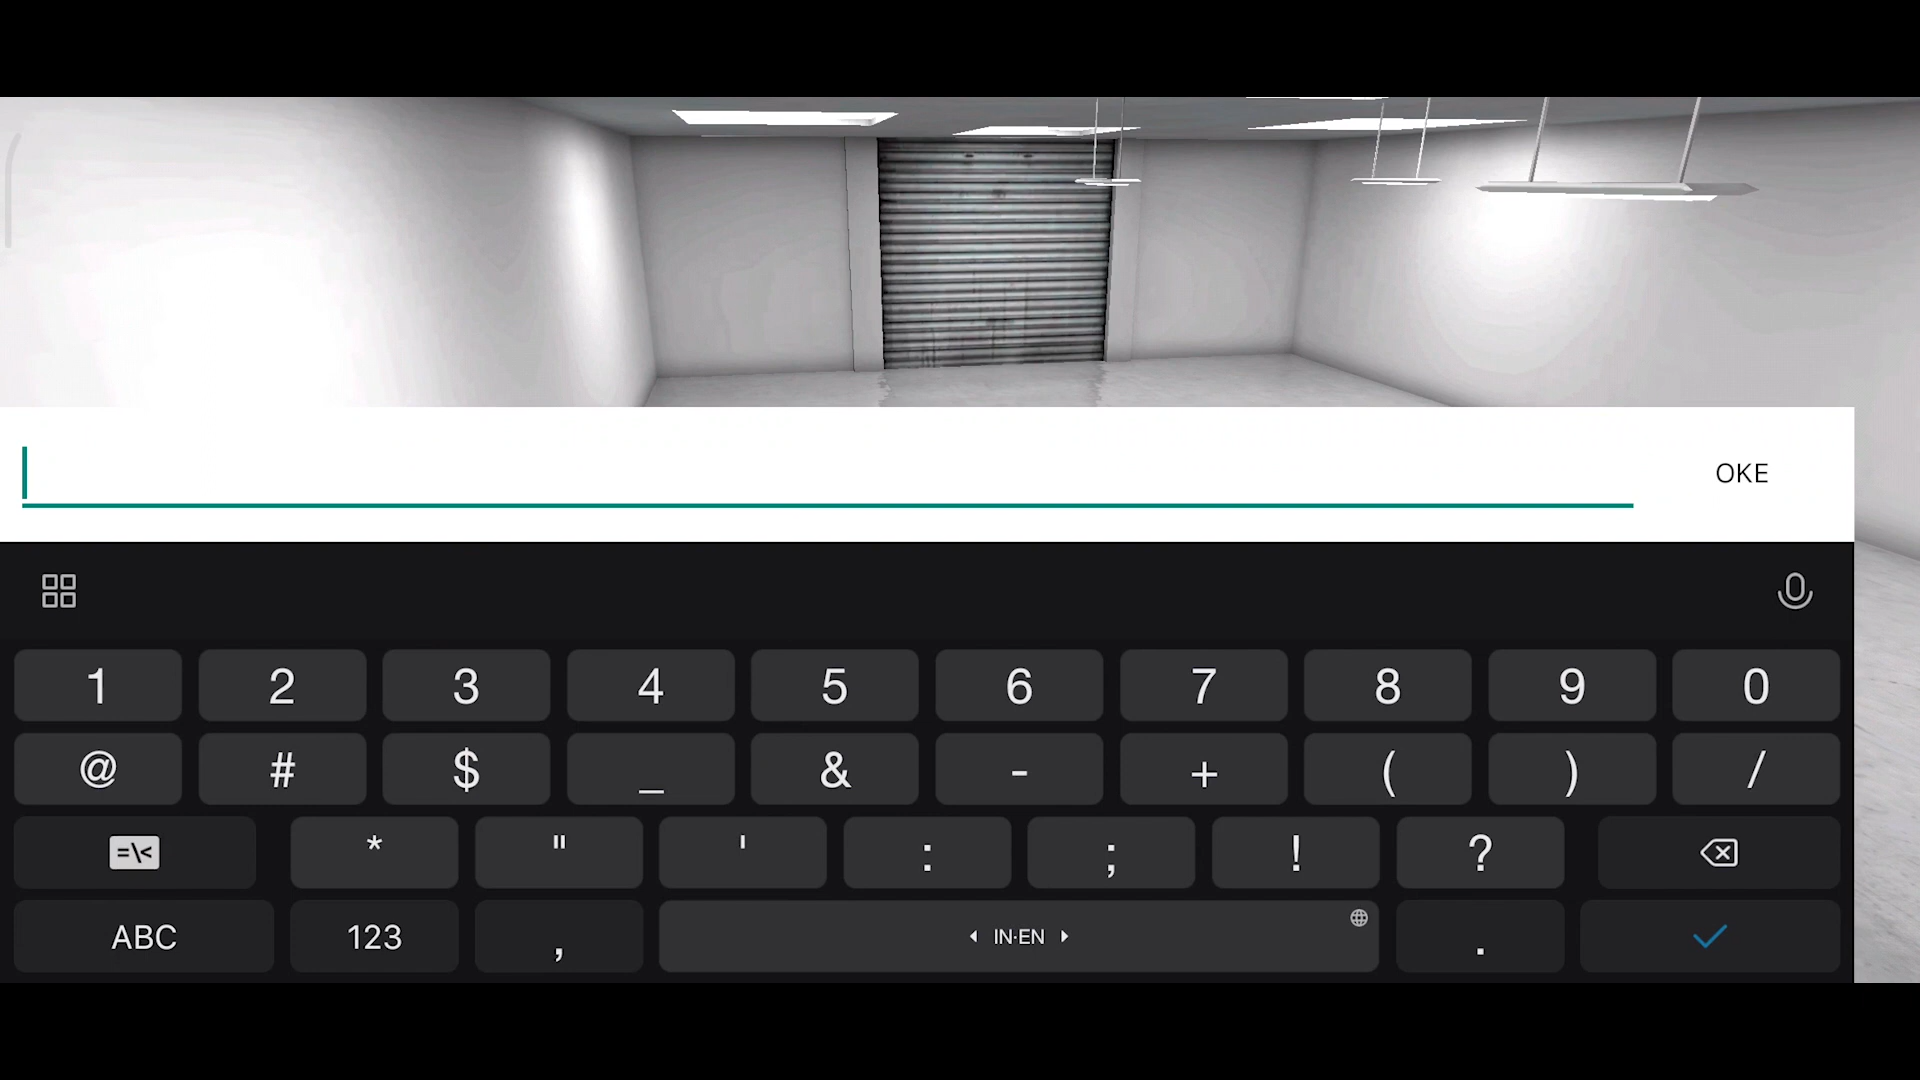 OKE
1 2 3 4 5 6 7 8 9 0
@ # $ _ & - + ( ) /
=\< * " ' : ; ! ?
ABC 123 , IN·EN .